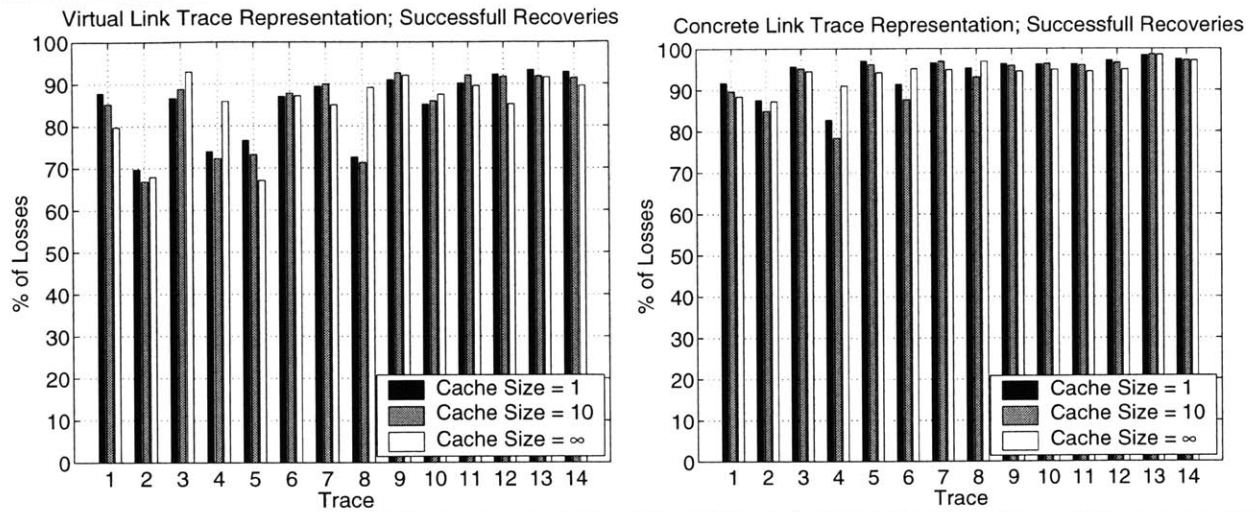 Virtual Link Trace Representation; Successfull Recoveries
100
90
80
70
60
50
40
30
20
10
0
% of Losses
Cache Size = 1
Cache Size = 10
Cache Size = ∞
1 2 3 4 5 6 7 8 9 10 11 12 13 14
Trace
Concrete Link Trace Representation; Successfull Recoveries
100
90
80
70
60
50
40
30
20
10
0
% of Losses
Cache Size = 1
Cache Size = 10
Cache Size = ∞
1 2 3 4 5 6 7 8 9 10 11 12 13 14
Trace